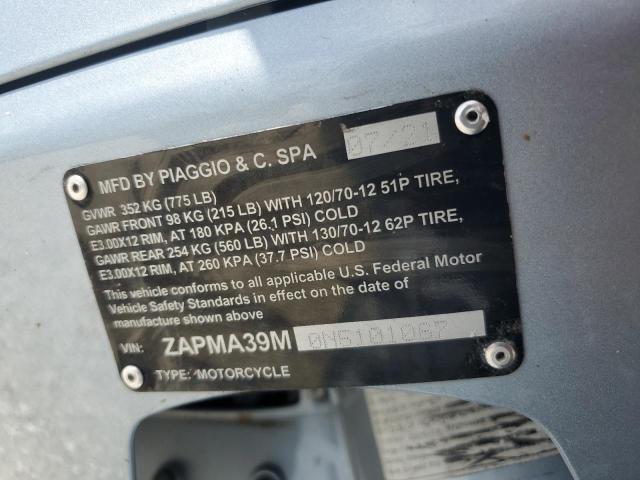 MFD BY PIAGGIO & C. SPA 07/21
GVWR 352 KG (775 LB)
GAWR FRONT 98 KG (215 LB) WITH 120/70-12 51P TIRE,
E3.00X12 RIM, AT 180 KPA (26.1 PSI) COLD
GAWR REAR 254 KG (560 LB) WITH 130/70-12 62P TIRE,
E3.00X12 RIM, AT 260 KPA (37.7 PSI) COLD
This vehicle conforms to all applicable U.S. Federal Motor
Vehicle Safety Standards in effect on the date of
manufacture shown above
VIN: ZAPMA39M 0N5101067
TYPE: MOTORCYCLE